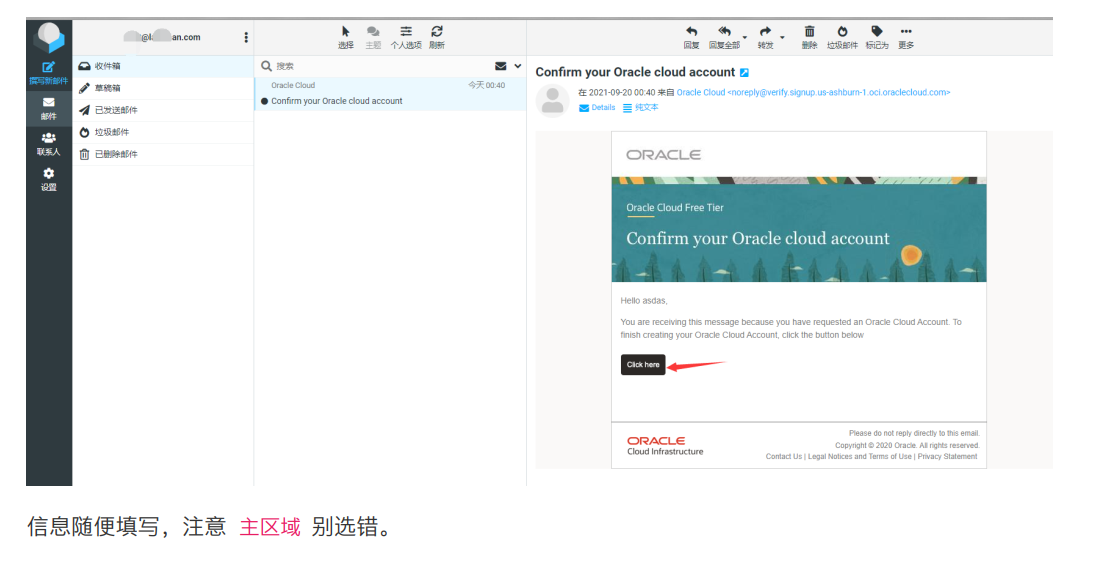 @l an.com
选择
主题
个人选项
刷新
回复
回复全部
转发
删除
垃圾邮件
标记为
更多
撰写新邮件
邮件
联系人
设置
收件箱
草稿箱
已发送邮件
垃圾邮件
已删除邮件
搜索
Oracle Cloud 今天 00:40
Confirm your Oracle cloud account
Confirm your Oracle cloud account
在 2021-09-20 00:40 来自 Oracle Cloud <noreply@verify.signup.us-ashburn-1.oci.oraclecloud.com>
Details 纯文本
ORACLE
Oracle Cloud Free Tier
Confirm your Oracle cloud account
Hello asdas,
You are receiving this message because you have requested an Oracle Cloud Account. To
finish creating your Oracle Cloud Account, click the button below
Click here
ORACLE
Cloud Infrastructure
Please do not reply directly to this email.
Copyright © 2020 Oracle. All rights reserved.
Contact Us | Legal Notices and Terms of Use | Privacy Statement
信息随便填写，注意 主区域 别选错。